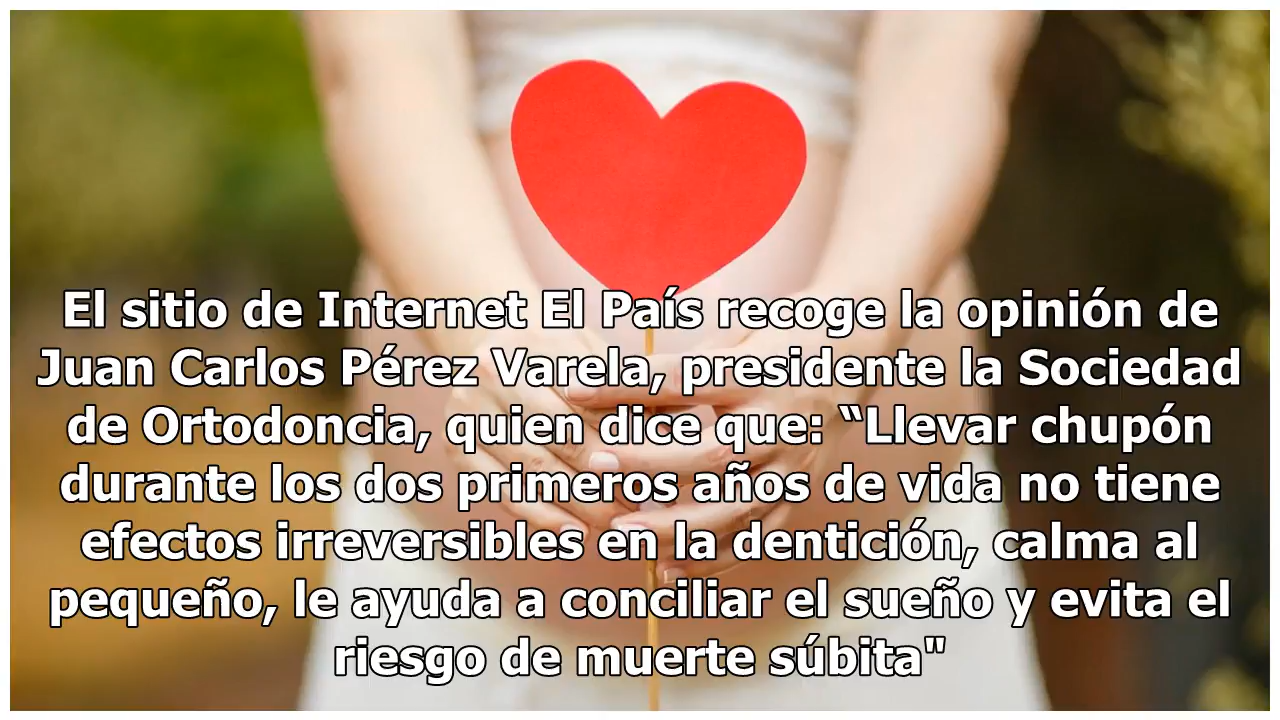 El sitio de Internet El País recoge la opinión de
Juan Carlos Pérez Varela, presidente la Sociedad
de Ortodoncia, quien dice que: “Llevar chupón
durante los dos primeros años de vida no tiene
efectos irreversibles en la dentición, calma al
pequeño, le ayuda a conciliar el sueño y evita el
riesgo de muerte súbita"